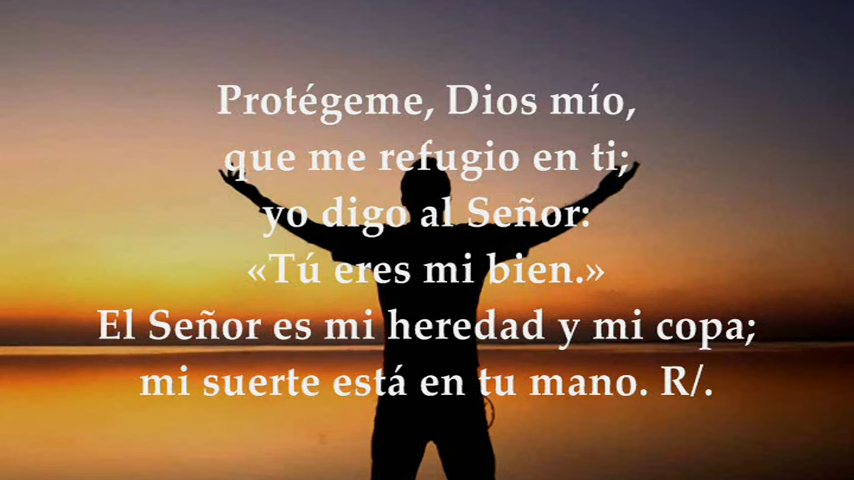 Protégeme, Dios mío,
que me refugio en ti;
yo digo al Señor:
«Tú eres mi bien.»
El Señor es mi heredad y mi copa;
mi suerte está en tu mano. R/.